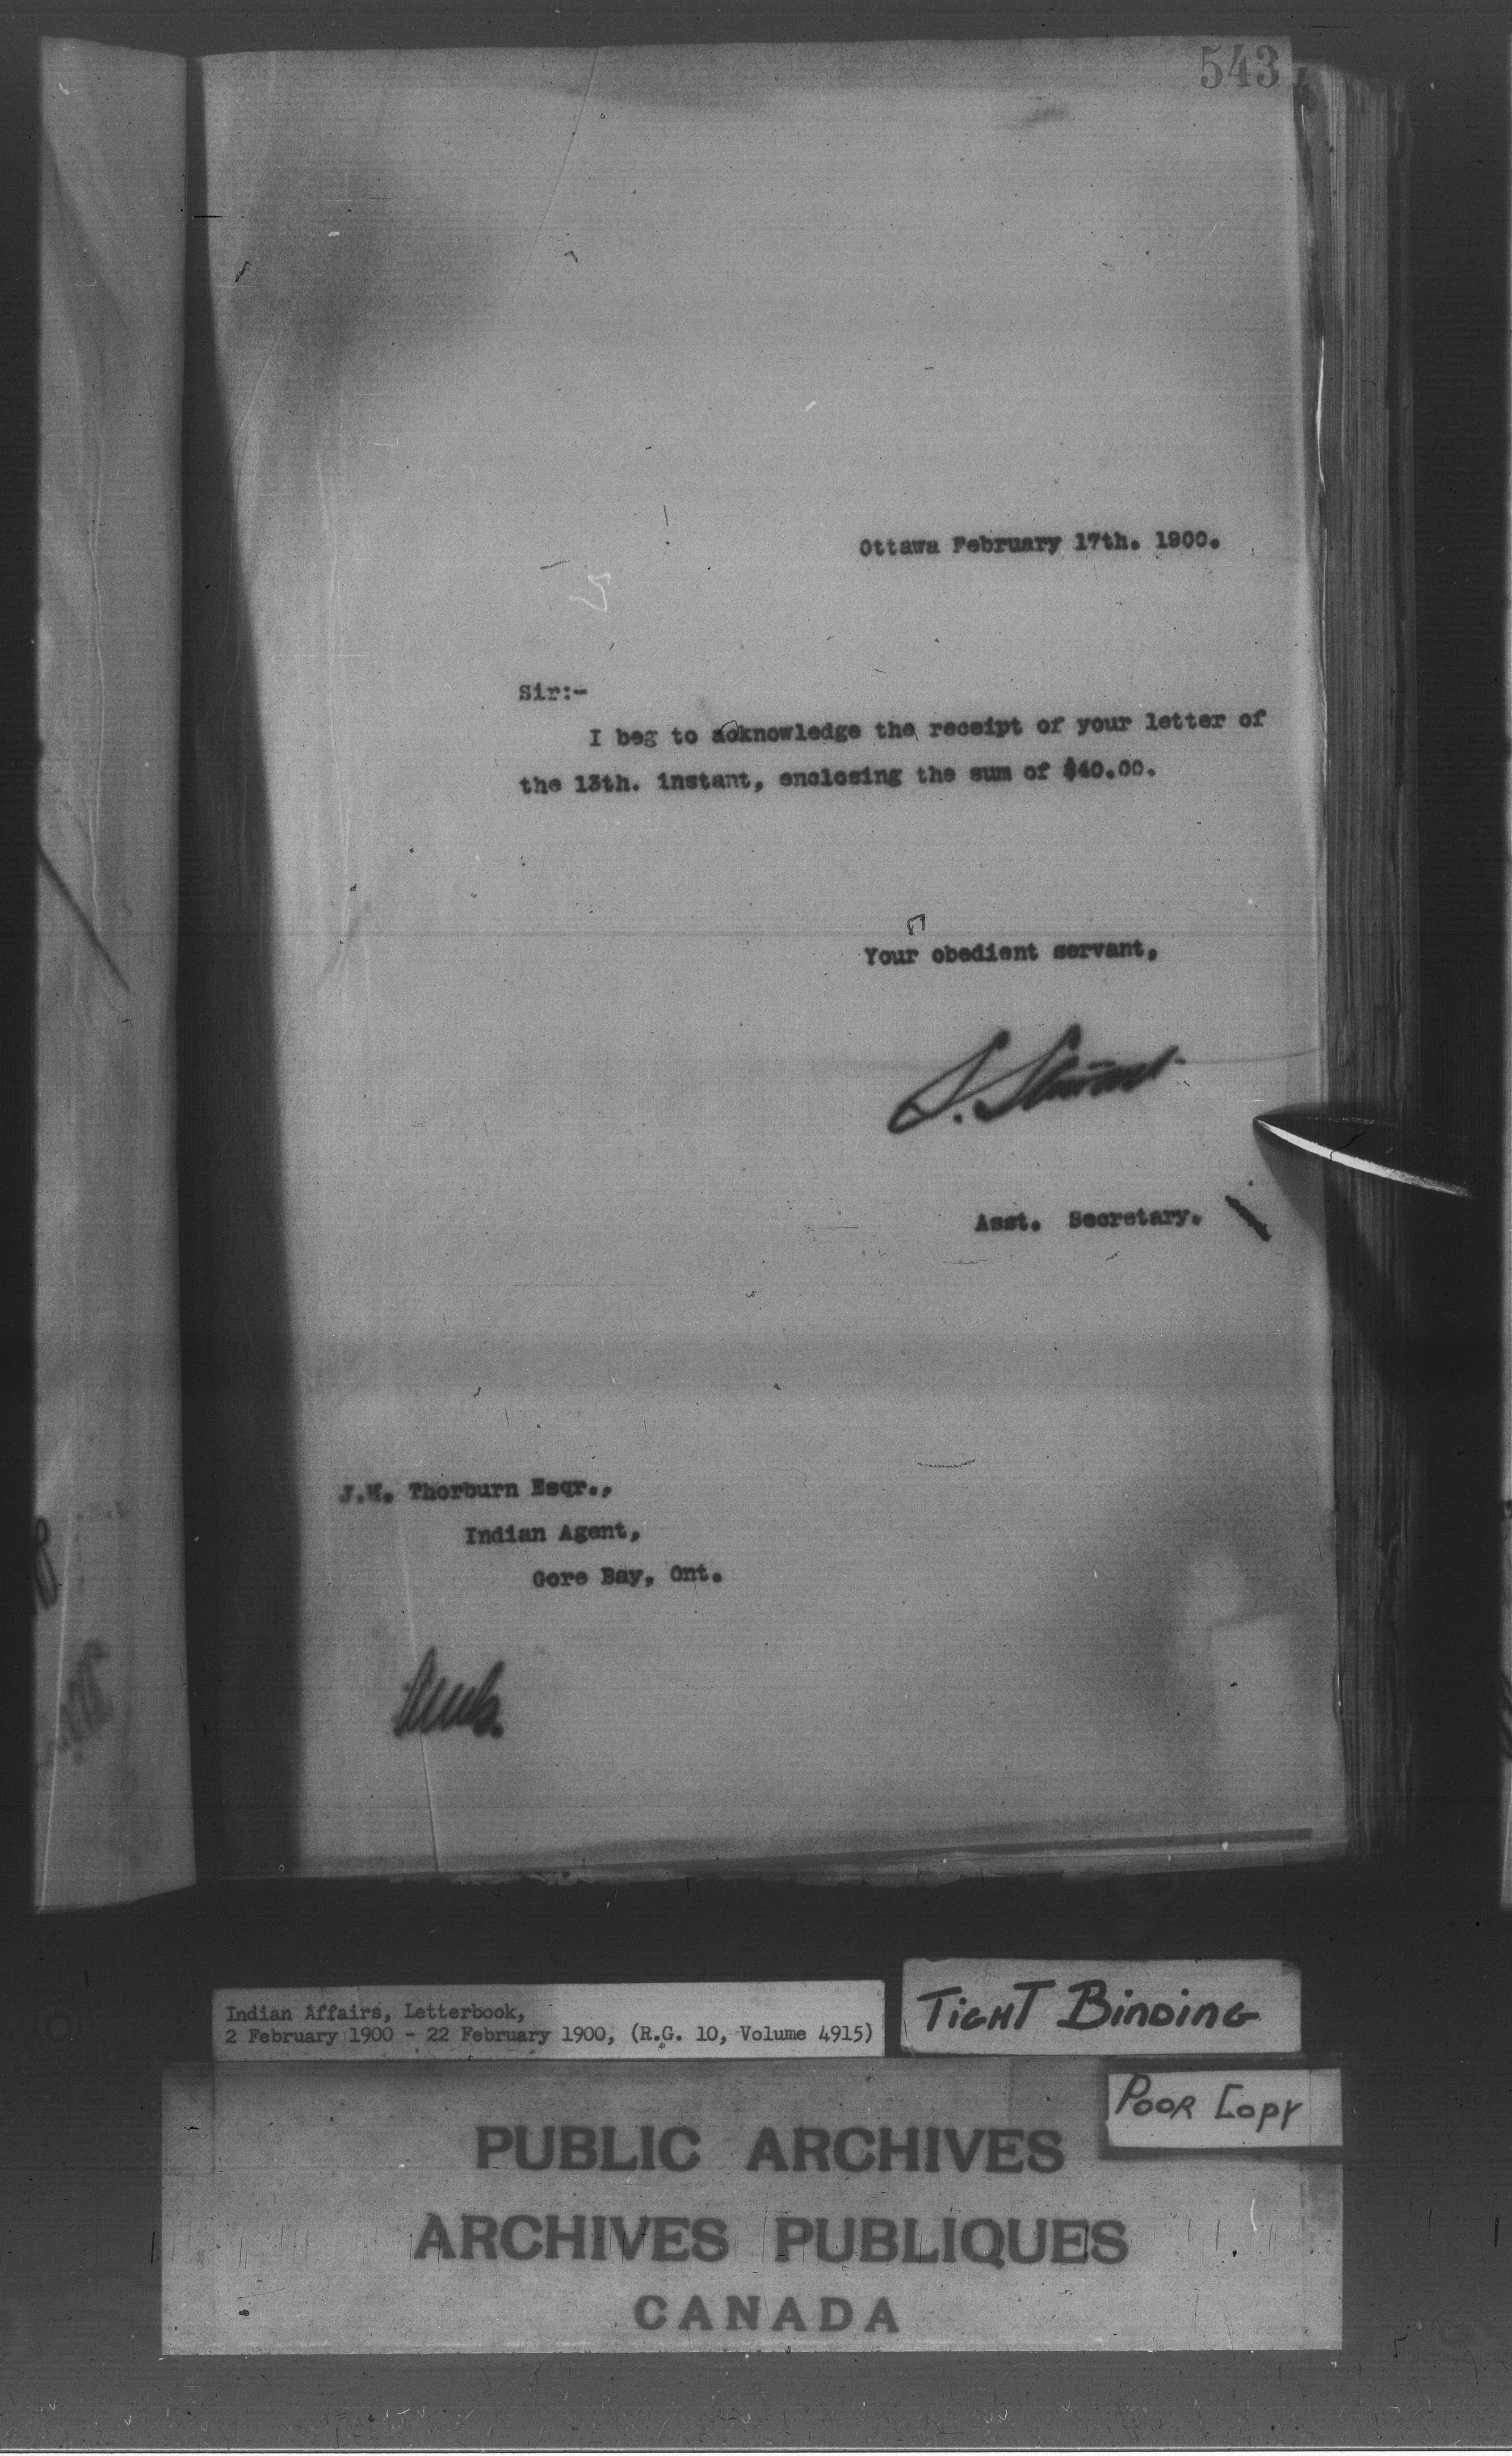 543
Ottawa February 17th. 1900.
Sir:-
I beg to acknowledge the receipt of your letter of
the 13th. instant, enclosing the sum of $40.00.
Your obedient servant,
S. Stewart
Asst. Secretary.
J.M. Thorburn Esqr.,
Indian Agent,
Gore Bay, Ont.
Indian Affairs, Letterbook,
2 February 1900 - 22 February 1900, (R.G. 10, Volume 4915)
TIGHT BINDING
POOR COPY
PUBLIC ARCHIVES
ARCHIVES PUBLIQUES
CANADA